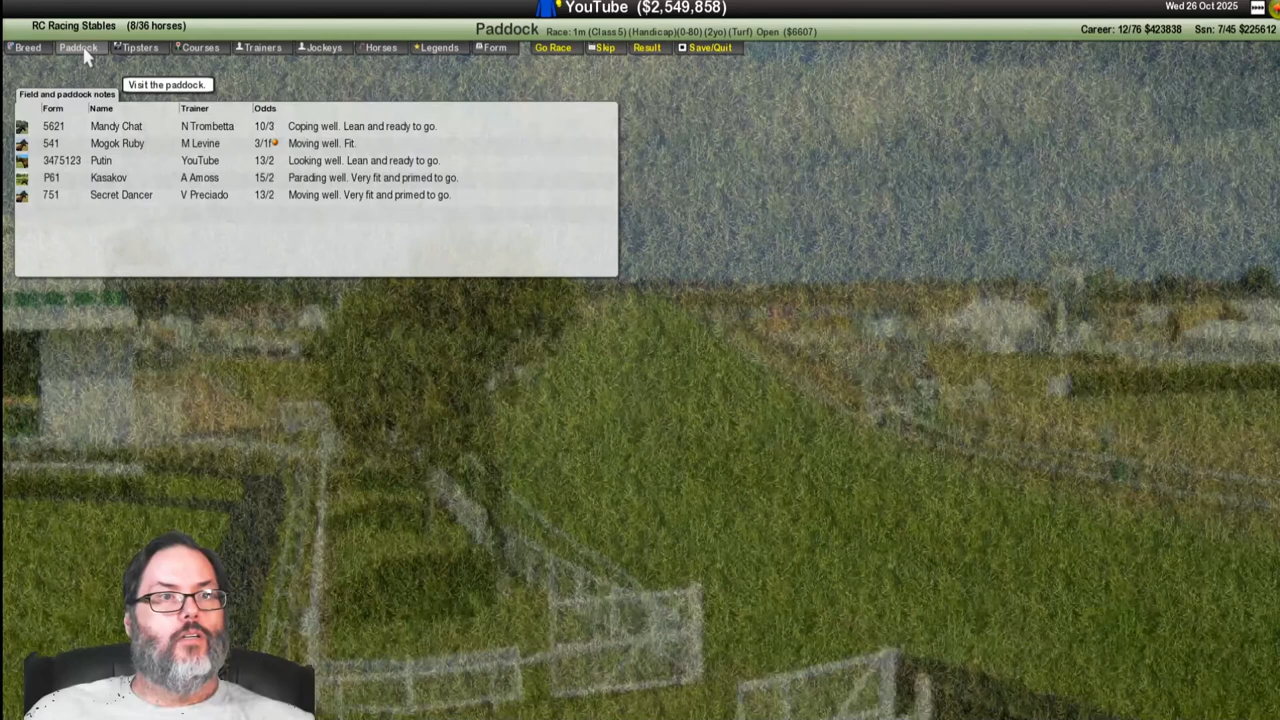 YouTube ($2,549,858)
Wed 26 Oct 2025
RC Racing Stables (8/36 horses)
Paddock Race: 1m (Class 5) (Handicap)(0-80) (2yo) (Turf) Open ($6607)
Career: 12/76 $423838 Ssn: 7/45 $225612
Breed Paddock Tipsters Courses Trainers Jockeys Horses Legends Form Go Race Skip Result Save/Quit
Visit the paddock.
Field and paddock notes
Form Name Trainer Odds
5621 Mandy Chat N Trombetta 10/3 Coping well. Lean and ready to go.
541 Mogok Ruby M Levine 3/1f Moving well. Fit.
3475123 Putin YouTube 13/2 Looking well. Lean and ready to go.
P61 Kasakov A Amoss 15/2 Parading well. Very fit and primed to go.
751 Secret Dancer V Preciado 13/2 Moving well. Very fit and primed to go.